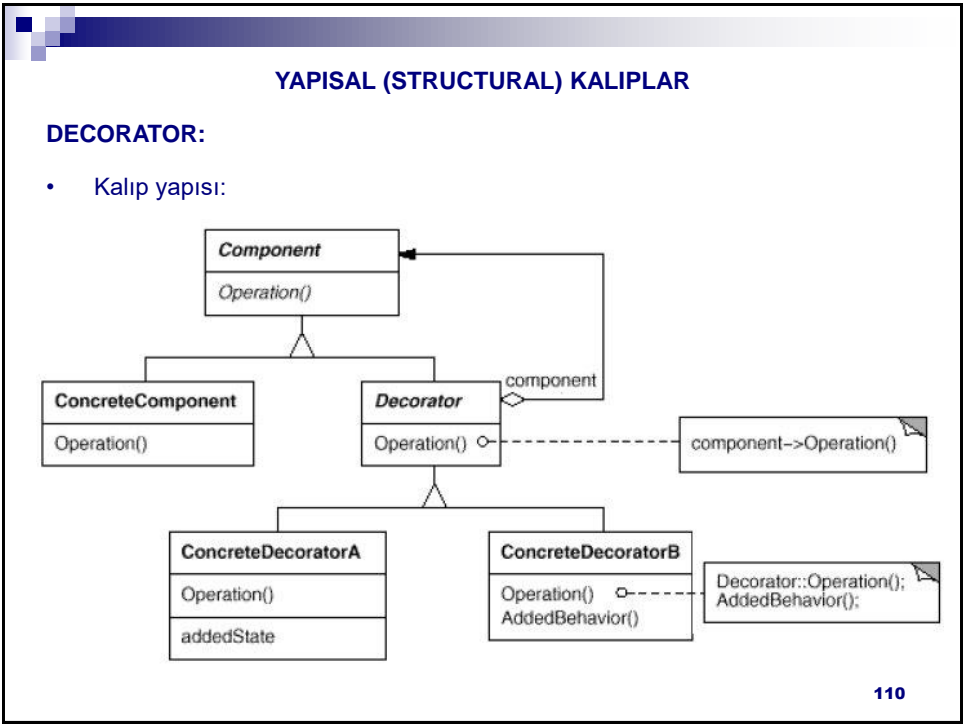 YAPISAL (STRUCTURAL) KALIPLAR
DECORATOR:
• Kalıp yapısı:
Component
Operation()
component
ConcreteComponent
Operation()
Decorator
Operation()
component–>Operation()
ConcreteDecoratorA
Operation()
addedState
ConcreteDecoratorB
Operation()
AddedBehavior()
Decorator::Operation();
AddedBehavior();
110